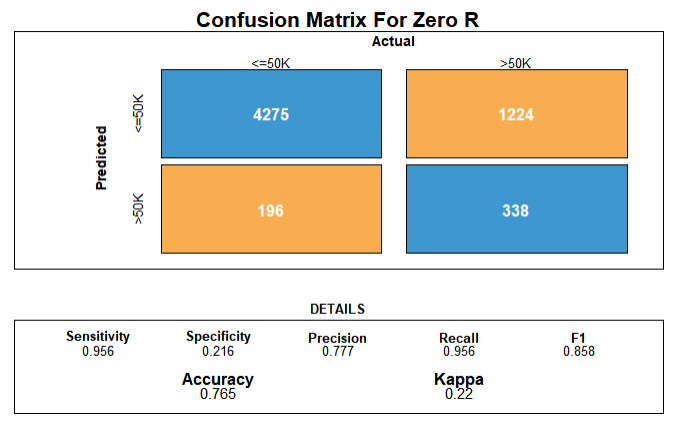 Confusion Matrix For Zero R
Actual
<=50K >50K
Predicted
<=50K
4275 1224
>50K
196 338
DETAILS
Sensitivity Specificity Precision Recall F1
0.956 0.216 0.777 0.956 0.858
Accuracy Kappa
0.765 0.22